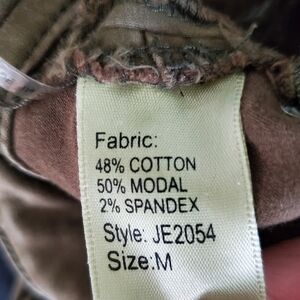 Fabric:
48% COTTON
50% MODAL
2% SPANDEX
Style: JE2054
Size:M